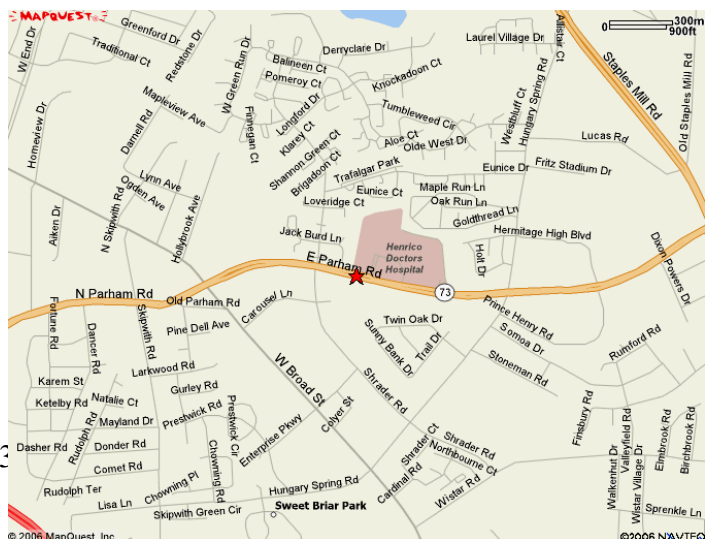 MAPQUEST
W End Dr
Greenford Dr
Traditional Ct
Redstone Dr
W Green Run Dr
Balineen Ct
Pomeroy Ct
Derryclare Dr
Knockadoon Ct
Laurel Village Dr
Allistair Ct
0 300m
900ft
Staples Mill Rd
Old Staples Mill Rd
Homeview Dr
Mapleview Ave
Darnell Rd
Finnegan Ct
Longford Dr
Klarey Ct
Shannon Green Ct
Brigadoon Ct
Tumbleweed Cir
Aloe Ct
Olde West Dr
Westbluff Ct
Hungary Spring Rd
Lucas Rd
Trafalgar Park
Eunice Dr
Fritz Stadium Dr
Lynn Ave
Ogden Ave
Eunice Ct
Maple Run Ln
Oak Run Ln
Loveridge Ct
Goldthread Ln
Aiken Dr
N Skipwith Rd
Hollybrook Ave
Jack Burd Ln
Henrico
Doctors
Hospital
Hermitage High Blvd
Holt Dr
Dixon Powers Dr
E Parham Rd
73
N Parham Rd
Old Parham Rd
Carousel Ln
Fortune Rd
Dancer Rd
Skipwith Rd
Pine Dell Ave
Twin Oak Dr
Sunny Bank Dr
Trail Dr
Prince Henry Rd
Somoa Dr
Stoneman Rd
Rumford Rd
Larkwood Rd
W Broad St
Karem St
Gurley Rd
Shrader Rd
Ketelby Rd
Natalie Ct
Mayland Dr
Prestwick Rd
Prestwick Cir
Colyer St
Enterprise Pkwy
Finsbury Rd
Dasher Rd
Rudolph Rd
Donder Rd
Shrader Ct
Shrader Rd
Northbourne Ct
Walkenhut Dr
Valleyfield Rd
Wistar Village Dr
Elmbrook Rd
Birchbrook Rd
3
Comet Rd
Chowning Rd
Cardinal Rd
Wistar Rd
Rudolph Ter
Chowning Pl
Hungary Spring Rd
Lisa Ln
Skipwith Green Cir
Sweet Briar Park
Sprenkle Ln
© 2006 MapQuest, Inc.
©2006 NAVTEQ